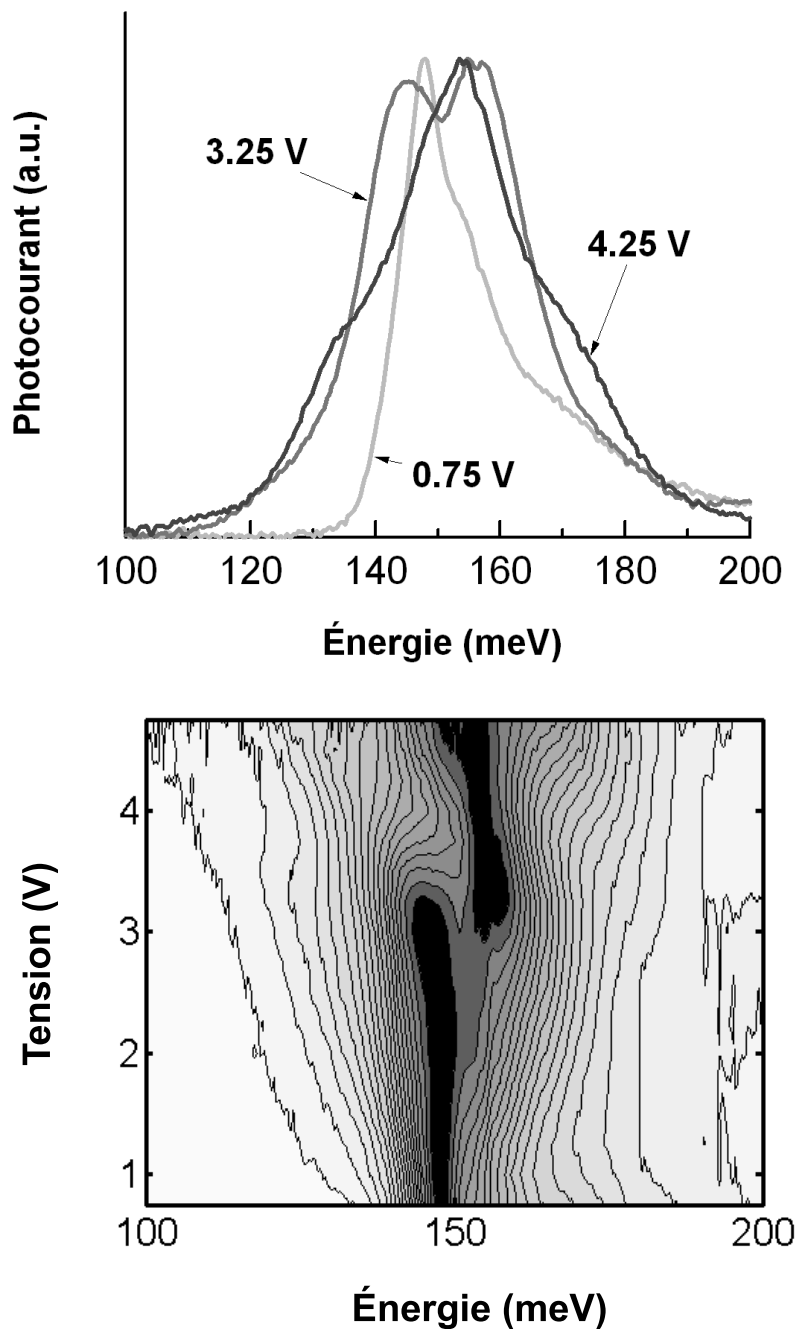 Photocourant (a.u.)
3.25 V
4.25 V
0.75 V
100 120 140 160 180 200
Énergie (meV)
Tension (V)
4
3
2
1
100 150 200
Énergie (meV)